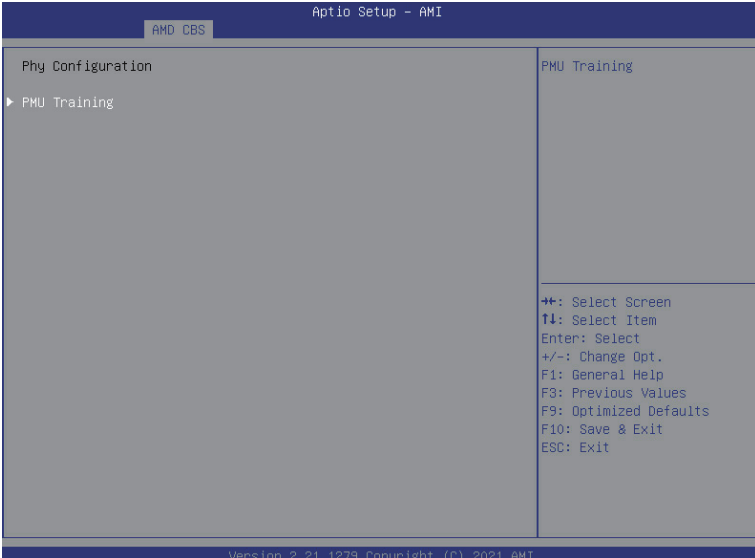 Aptio Setup – AMI
AMD CBS
Phy Configuration
PMU Training
PMU Training
→←: Select Screen
↑↓: Select Item
Enter: Select
+/-: Change Opt.
F1: General Help
F3: Previous Values
F9: Optimized Defaults
F10: Save & Exit
ESC: Exit
Version 2.21.1279 Copyright (C) 2021 AMI